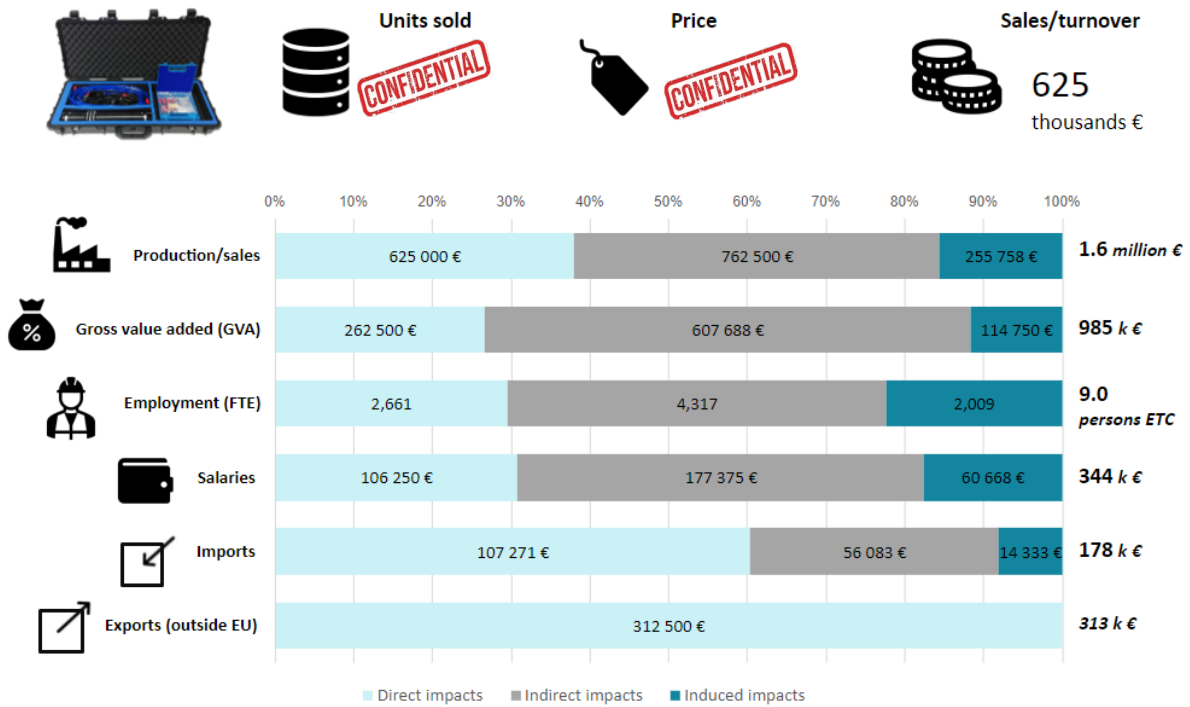 Units sold
Price
Sales/turnover
CONFIDENTIAL
CONFIDENTIAL
625
thousands €
0% 10% 20% 30% 40% 50% 60% 70% 80% 90% 100%
Production/sales 625 000 € 762 500 € 255 758 € 1.6 million €
% Gross value added (GVA) 262 500 € 607 688 € 114 750 € 985 k €
Employment (FTE) 2,661 4,317 2,009 9.0
persons ETC
Salaries 106 250 € 177 375 € 60 668 € 344 k €
Imports 107 271 € 56 083 € 14 333 € 178 k €
Exports (outside EU) 312 500 € 313 k €
Direct impacts Indirect impacts Induced impacts